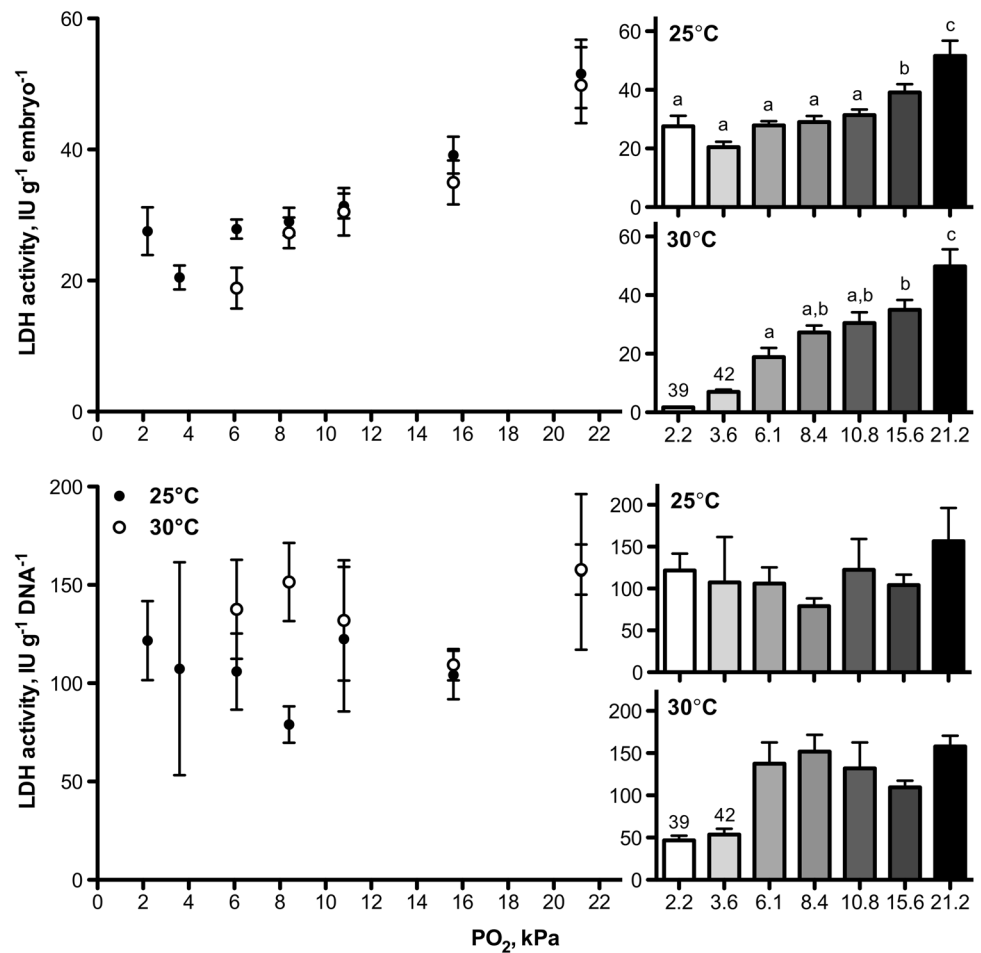 60
40
20
0
0 2 4 6 8 10 12 14 16 18 20 22
LDH activity, IU g-1 embryo-1
25°C
60
40
20
0
a a a a a b c
30°C
60
40
20
0
39 42 a a,b a,b b c
2.2 3.6 6.1 8.4 10.8 15.6 21.2
200
150
100
50
0
25°C
30°C
0 2 4 6 8 10 12 14 16 18 20 22
LDH activity, IU g-1 DNA-1
25°C
200
150
100
50
0
30°C
200
150
100
50
0
39 42
2.2 3.6 6.1 8.4 10.8 15.6 21.2
PO2, kPa